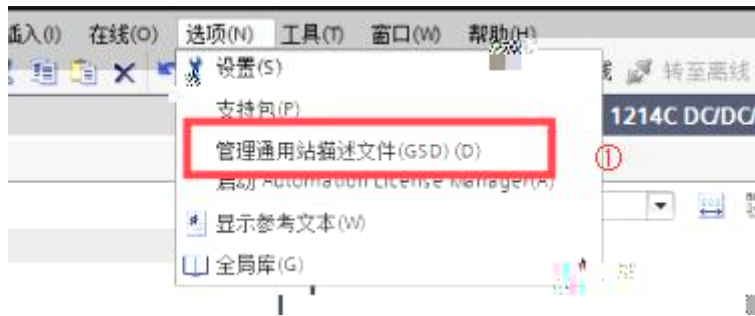 插入(I) 在线(O) 选项(N) 工具(T) 窗口(W) 帮助(H)
设置(S)
转至离线
支持包(P)
1214C DC/DC/
管理通用站描述文件(GSD) (D)
①
启动 Automation License Manager(A)
显示参考文本(W)
全局库(G)